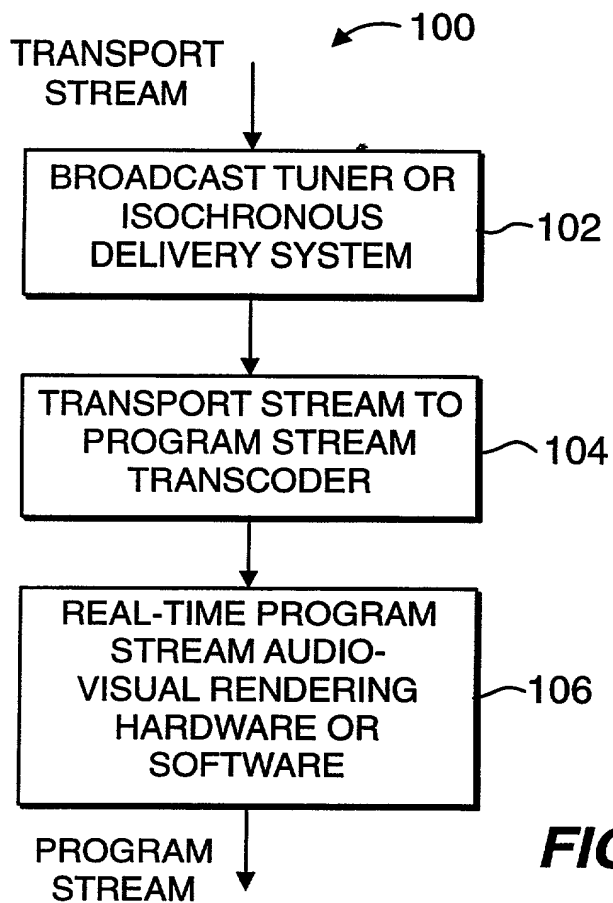 100
TRANSPORT
STREAM
BROADCAST TUNER OR
ISOCHRONOUS
DELIVERY SYSTEM
102
TRANSPORT STREAM TO
PROGRAM STREAM
TRANSCODER
104
REAL-TIME PROGRAM
STREAM AUDIO-
VISUAL RENDERING
HARDWARE OR
SOFTWARE
106
PROGRAM
STREAM
FIG